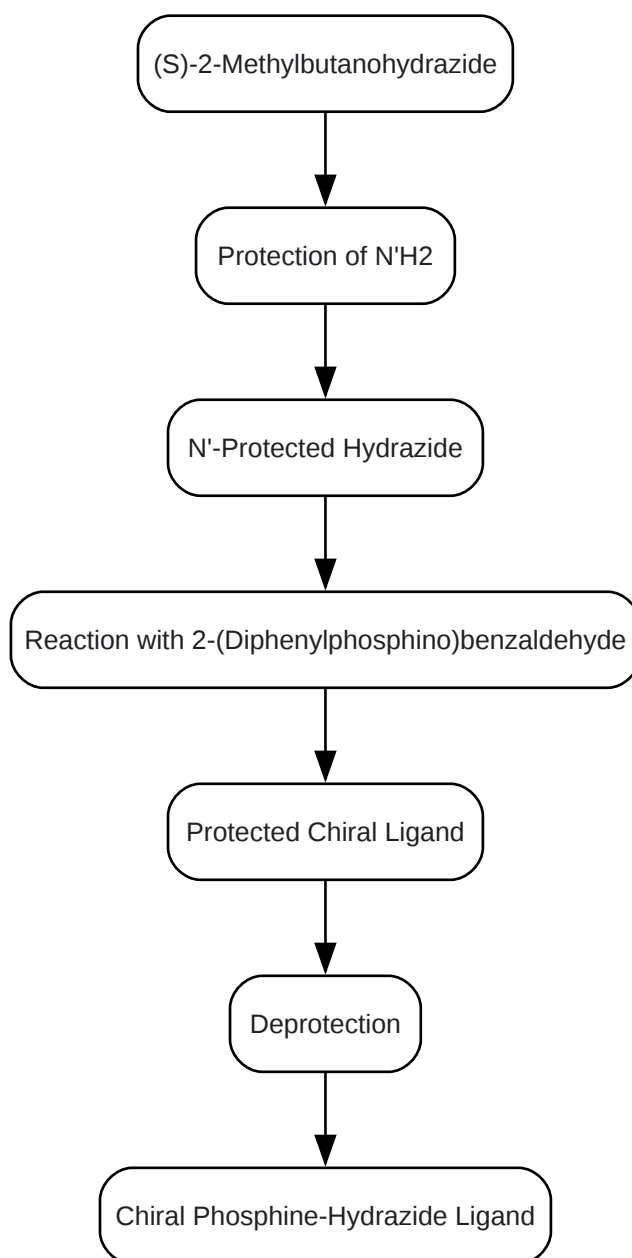 (S)-2-Methylbutanohydrazide
Protection of N'H2
N'-Protected Hydrazide
Reaction with 2-(Diphenylphosphino)benzaldehyde
Protected Chiral Ligand
Deprotection
Chiral Phosphine-Hydrazide Ligand